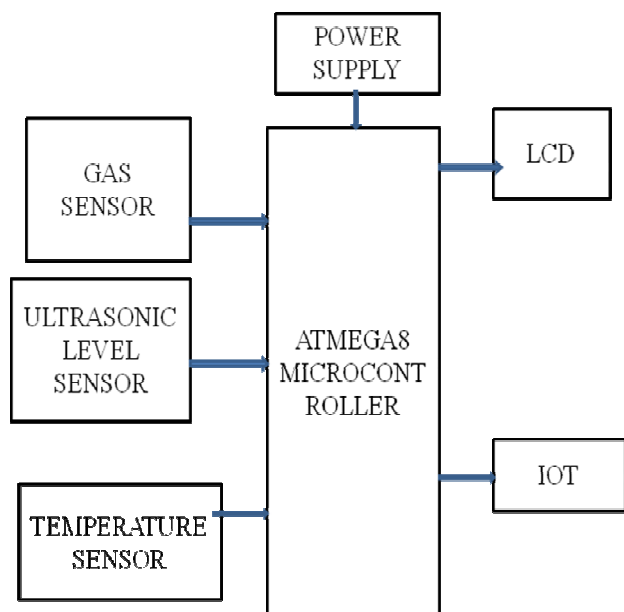 POWER
SUPPLY
GAS
SENSOR
LCD
ULTRASONIC
LEVEL
SENSOR
ATMEGA8
MICROCONT
ROLLER
IOT
TEMPERATURE
SENSOR